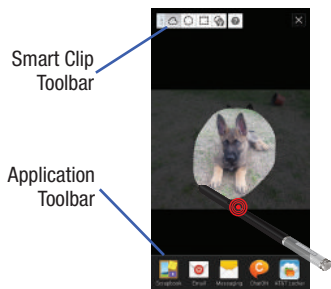 Smart Clip
Toolbar
Application
Toolbar
Scrapbook Email Messaging ChatON AT&T Locker